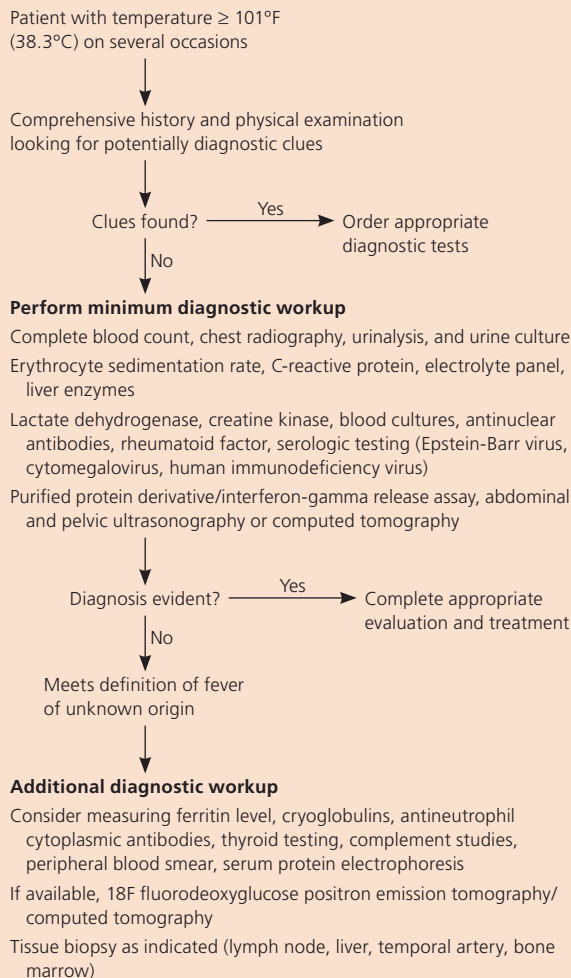 Patient with temperature ≥ 101ºF
(38.3ºC) on several occasions
Comprehensive history and physical examination
looking for potentially diagnostic clues
Clues found?
Yes
Order appropriate
diagnostic tests
No
Perform minimum diagnostic workup
Complete blood count, chest radiography, urinalysis, and urine culture
Erythrocyte sedimentation rate, C-reactive protein, electrolyte panel,
liver enzymes
Lactate dehydrogenase, creatine kinase, blood cultures, antinuclear
antibodies, rheumatoid factor, serologic testing (Epstein-Barr virus,
cytomegalovirus, human immunodeficiency virus)
Purified protein derivative/interferon-gamma release assay, abdominal
and pelvic ultrasonography or computed tomography
Diagnosis evident?
Yes
Complete appropriate
evaluation and treatment
No
Meets definition of fever
of unknown origin
Additional diagnostic workup
Consider measuring ferritin level, cryoglobulins, antineutrophil
cytoplasmic antibodies, thyroid testing, complement studies,
peripheral blood smear, serum protein electrophoresis
If available, 18F fluorodeoxyglucose positron emission tomography/
computed tomography
Tissue biopsy as indicated (lymph node, liver, temporal artery, bone
marrow)